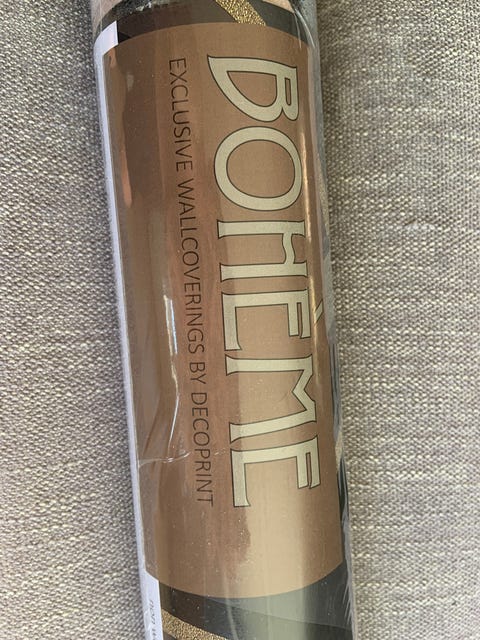 BOHÈME
EXCLUSIVE WALLCOVERINGS BY DECOPRINT